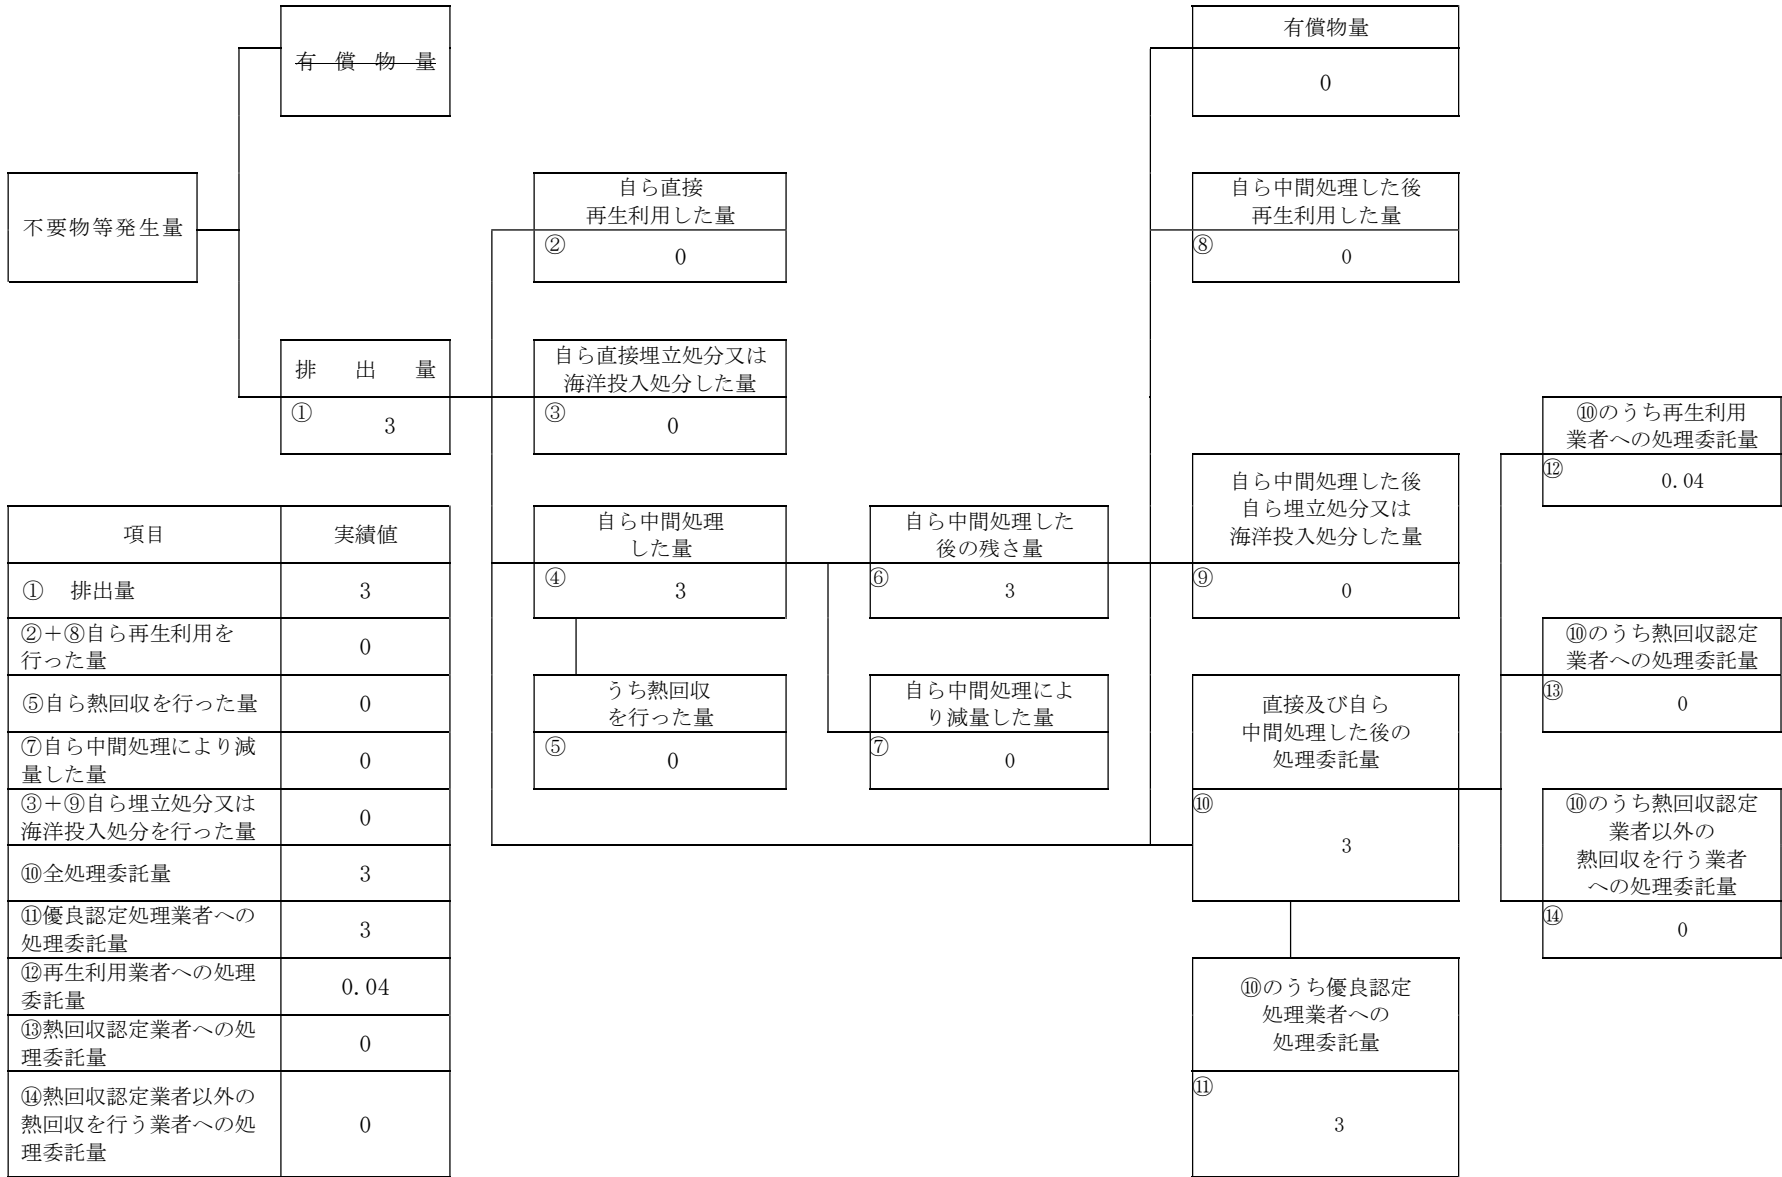 有　償　物　量
有償物量
0
不要物等発生量
自ら直接
再生利用した量
②
0
自ら中間処理した後
再生利用した量
⑧
0
排　出　量
①
3
自ら直接埋立処分又は
海洋投入処分した量
③
0
⑩のうち再生利用
業者への処理委託量
⑫
0.04
自ら中間処理
した量
④
3
自ら中間処理した
後の残さ量
⑥
3
自ら中間処理した後
自ら埋立処分又は
海洋投入処分した量
⑨
0
⑩のうち熱回収認定
業者への処理委託量
⑬
0
うち熱回収
を行った量
⑤
0
自ら中間処理によ
り減量した量
⑦
0
直接及び自ら
中間処理した後の
処理委託量
⑩
3
⑩のうち熱回収認定
業者以外の
熱回収を行う業者
への処理委託量
⑭
0
⑩のうち優良認定
処理業者への
処理委託量
⑪
3
項目　実績値
①　排出量　3
②＋⑧自ら再生利用を
行った量　0
⑤自ら熱回収を行った量　0
⑦自ら中間処理により減
量した量　0
③＋⑨自ら埋立処分又は
海洋投入処分を行った量　0
⑩全処理委託量　3
⑪優良認定処理業者への
処理委託量　3
⑫再生利用業者への処理
委託量　0.04
⑬熱回収認定業者への処
理委託量　0
⑭熱回収認定業者以外の
熱回収を行う業者への処
理委託量　0